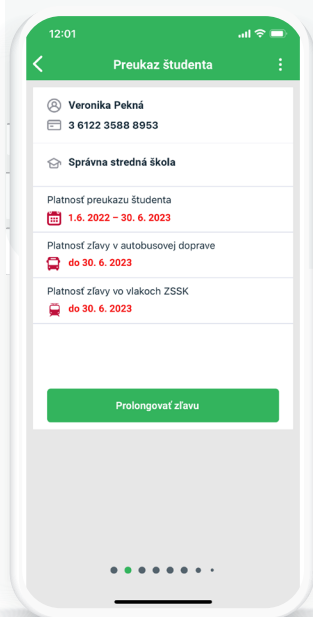 12:01
Preukaz študenta
Veronika Pekná
3 6122 3588 8953
Správna stredná škola
Platnosť preukazu študenta
1.6. 2022 – 30. 6. 2023
Platnosť zľavy v autobusovej doprave
do 30. 6. 2023
Platnosť zľavy vo vlakoch ZSSK
do 30. 6. 2023
Prolongovať zľavu